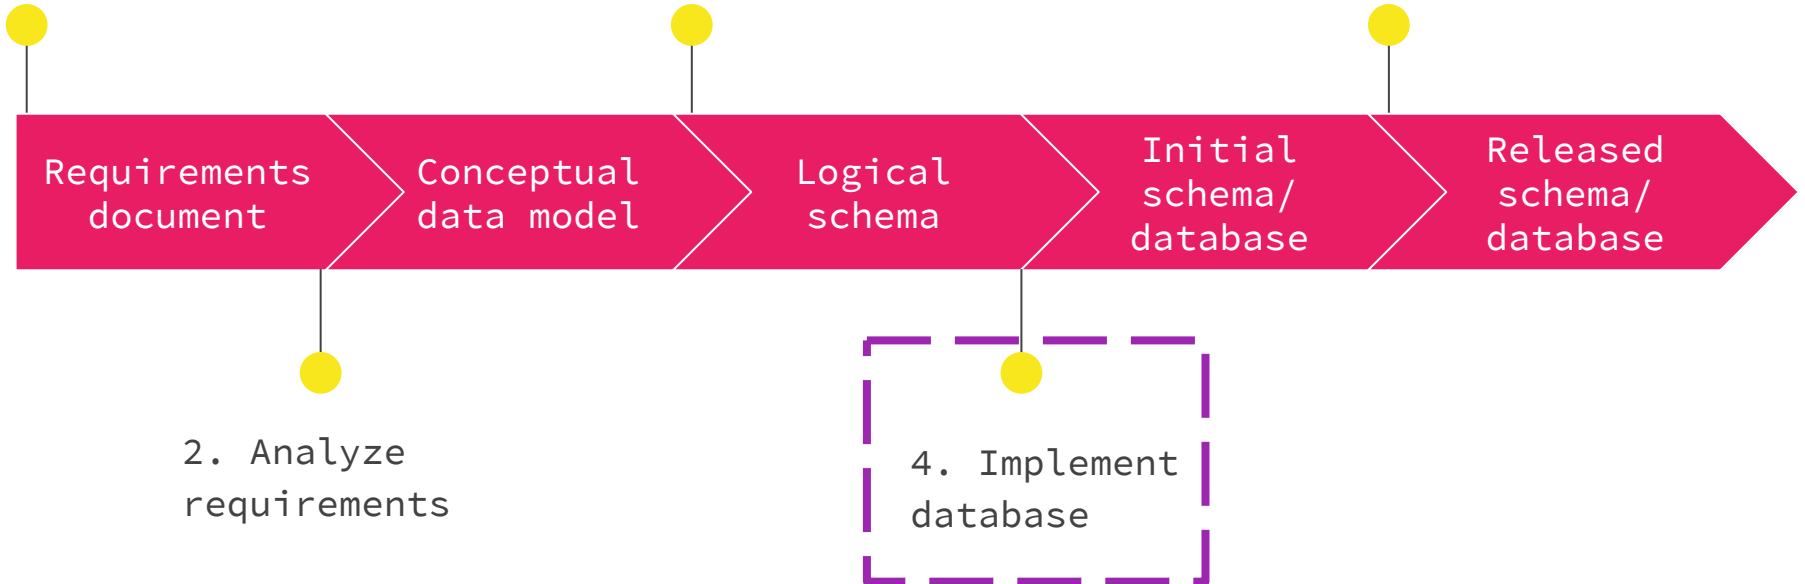 Requirements
document
Conceptual
data model
Logical
schema
Initial
schema/
database
Released
schema/
database
2. Analyze
requirements
4. Implement
database